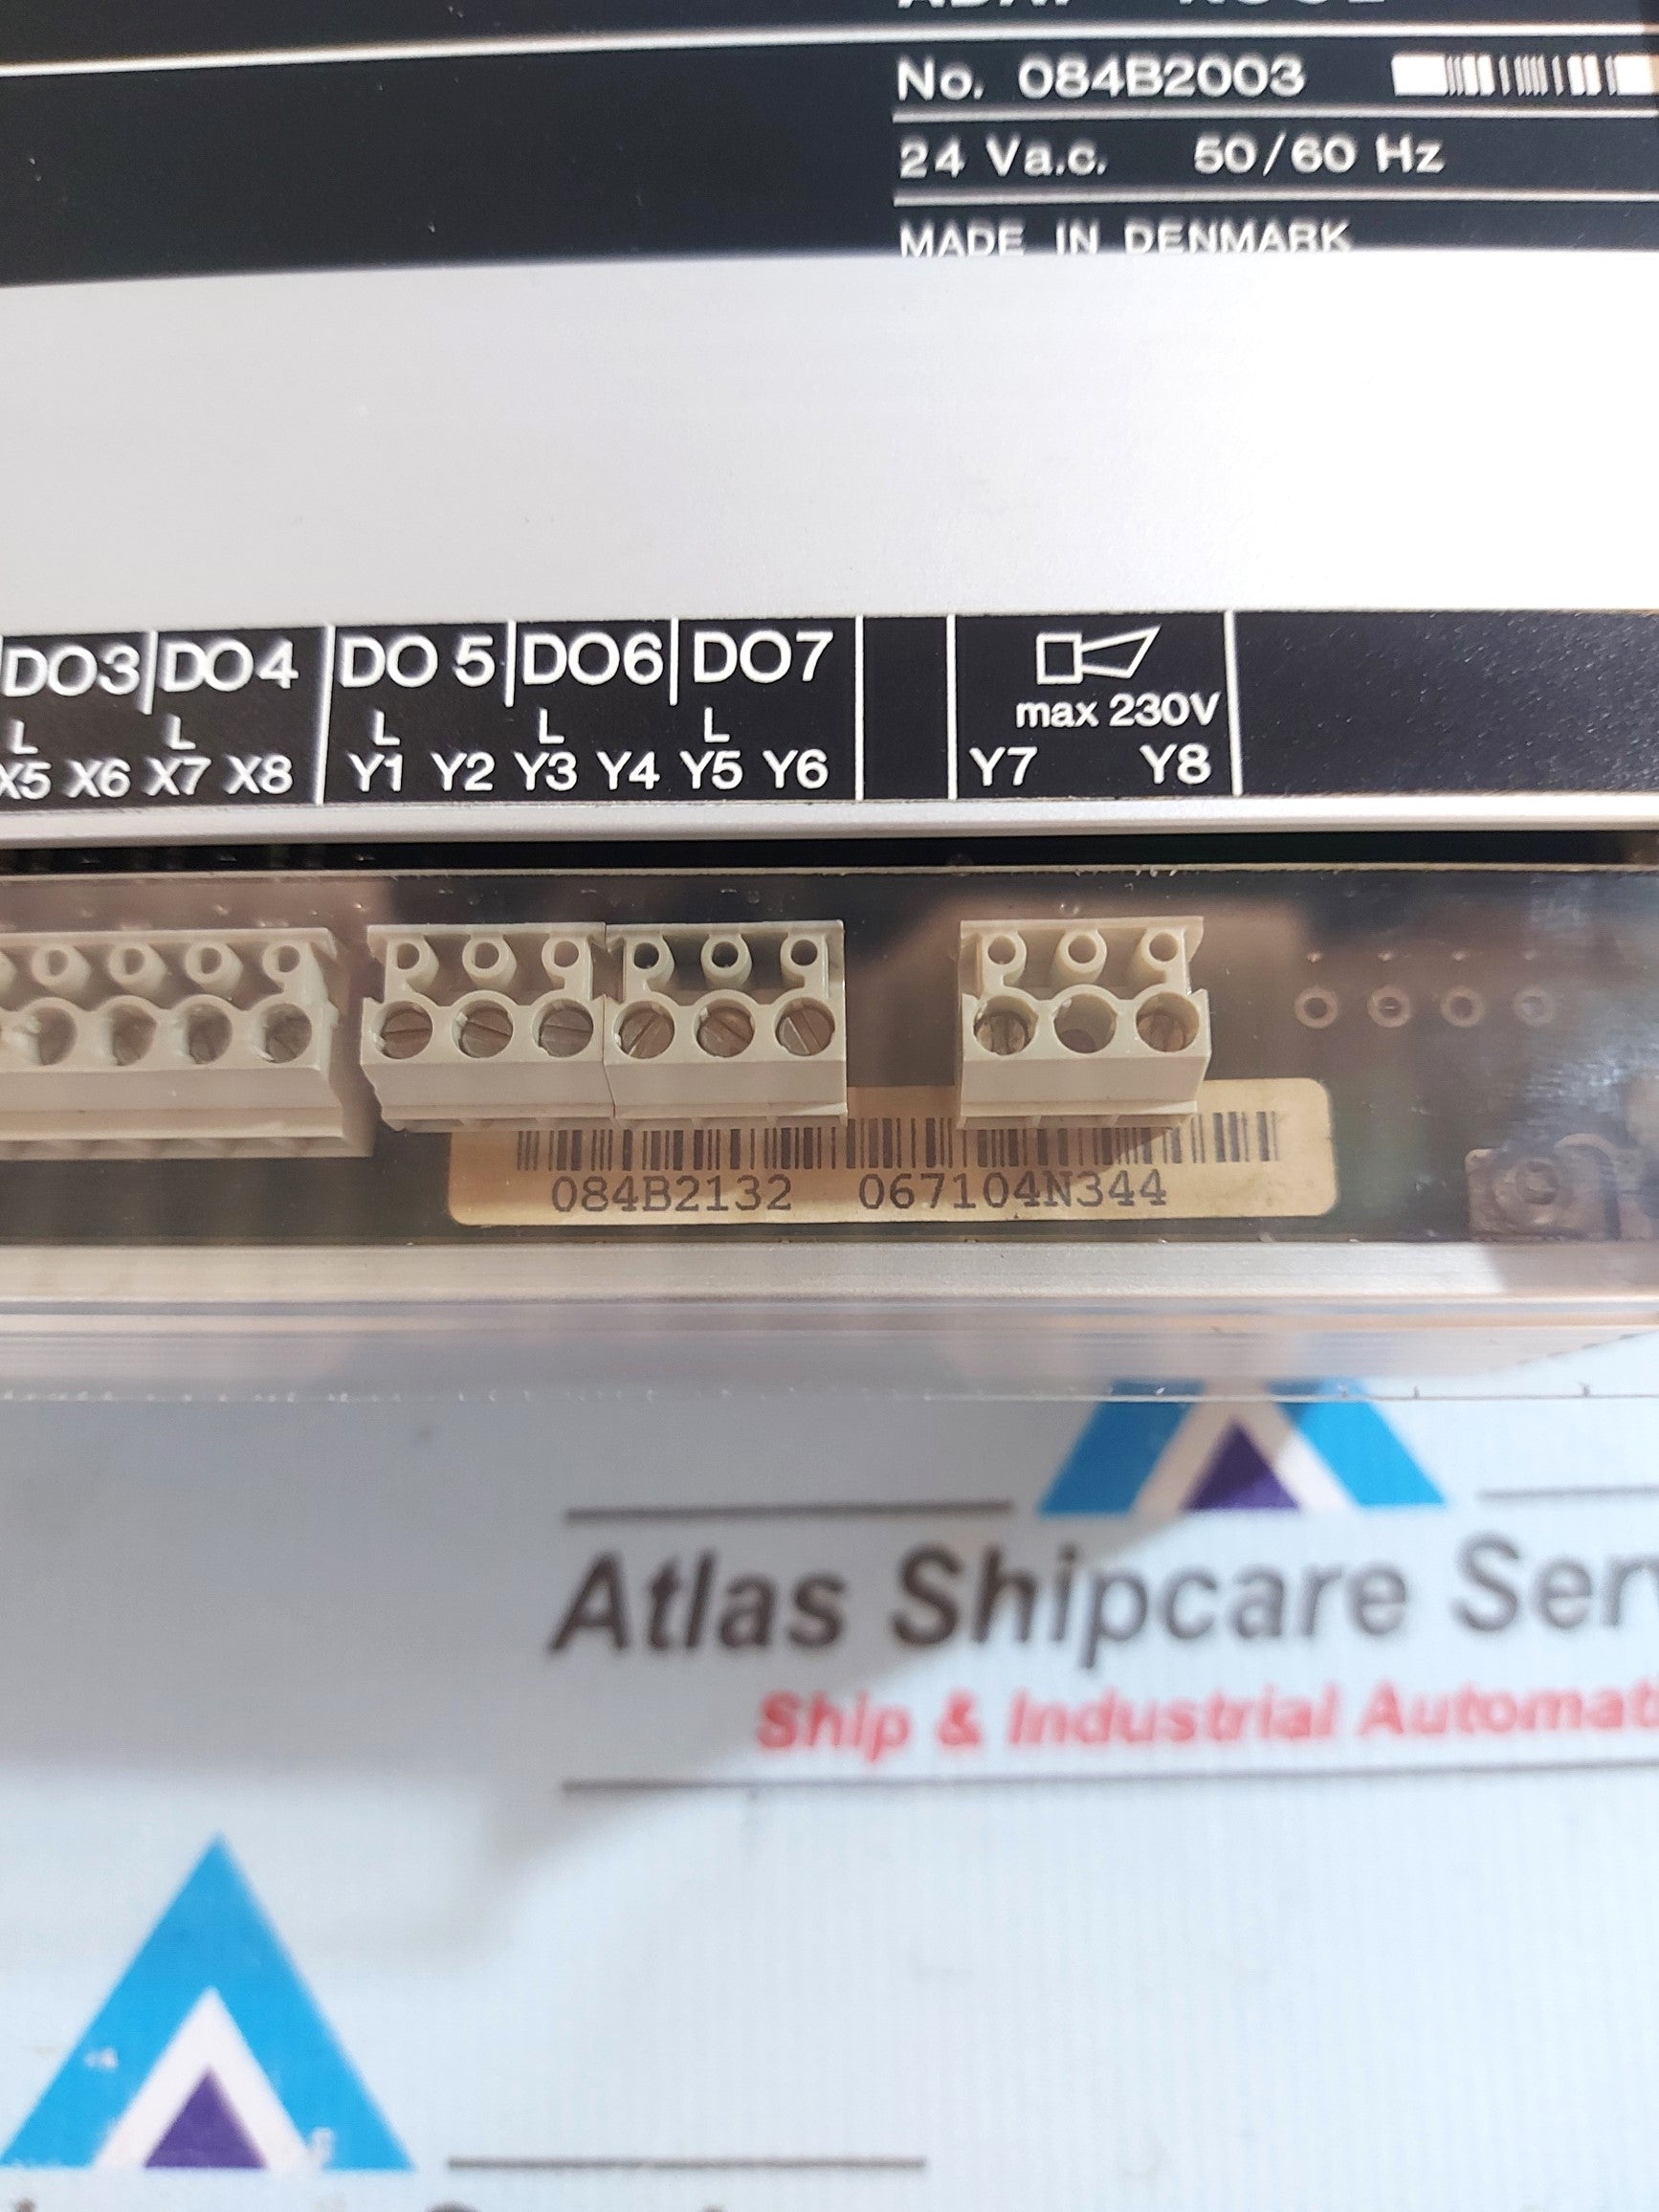 No. 084B2003
24 Va.c. 50/60 Hz
MADE IN DENMARK
DO3 DO4 DO 5 DO6 DO7
max 230V
L L L L L
X5 X6 X7 X8 Y1 Y2 Y3 Y4 Y5 Y6 Y7 Y8
084B2132 067104N344
Atlas Shipcare Serv
Ship & Industrial Automati